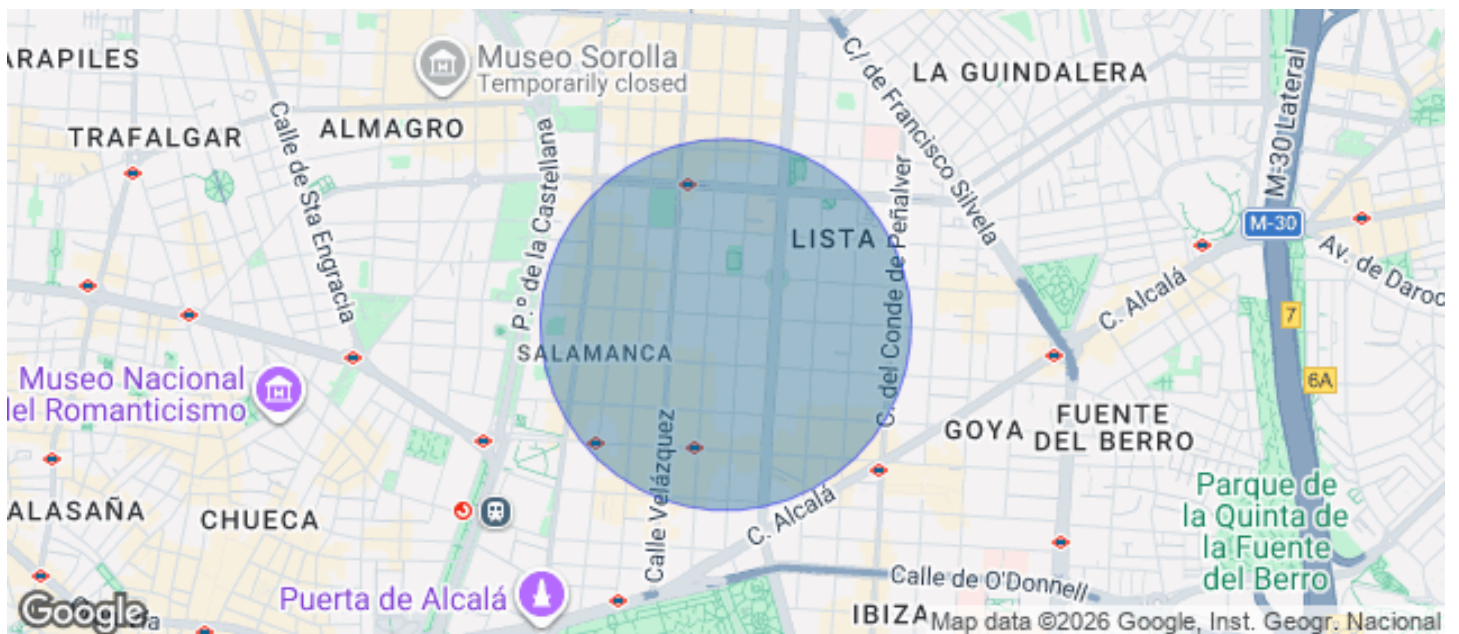 ARAPILES
Museo Sorolla
Temporarily closed
C/ de Francisco Silvela
LA GUINDALERA
M-30 Lateral
TRAFALGAR
ALMAGRO
Calle de Sta Engracia
P.º de la Castellana
LISTA
C. del Conde de Peñalver
M-30
Av. de Daroc
C. Alcalá
7
SALAMANCA
Museo Nacional
del Romanticismo
6A
Calle Velázquez
GOYA
FUENTE
DEL BERRO
Parque de
la Quinta de
la Fuente
del Berro
ALASAÑA
CHUECA
C. Alcalá
Puerta de Alcalá
Calle de O'Donnell
IBIZA
Google
Map data ©2026 Google, Inst. Geogr. Nacional